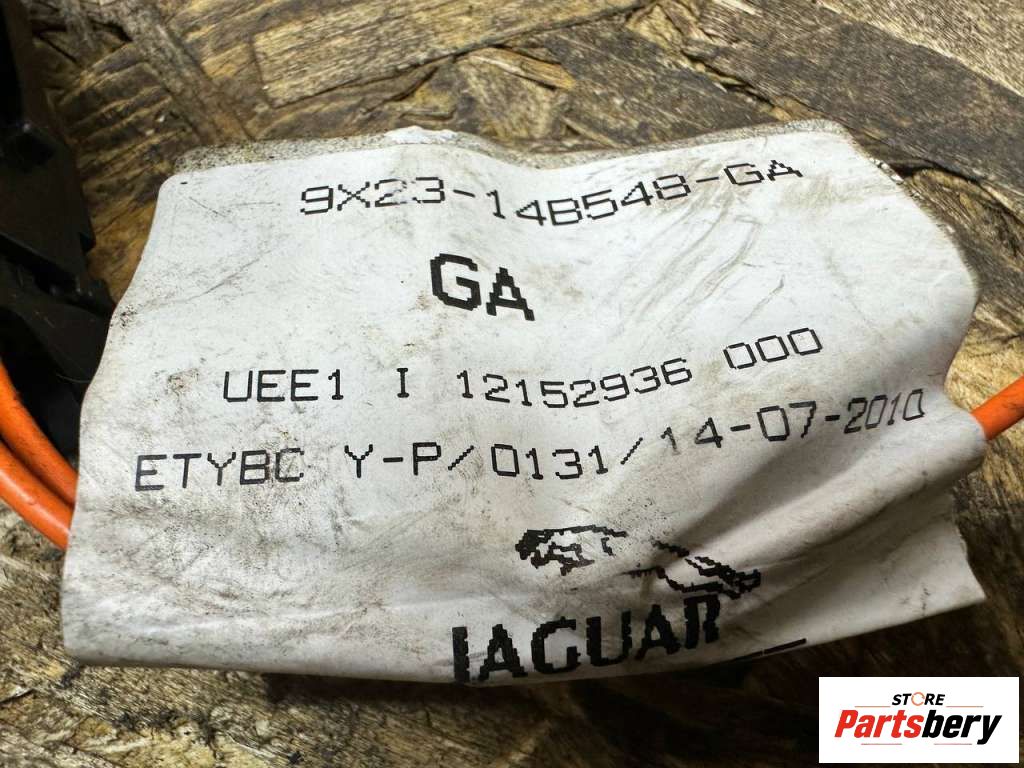 9X23-14B548-GA
GA
UEE1 I 12152936 000
ETYBC Y-P/0131/14-07-2010
JAGUAR
STORE
Partsbery